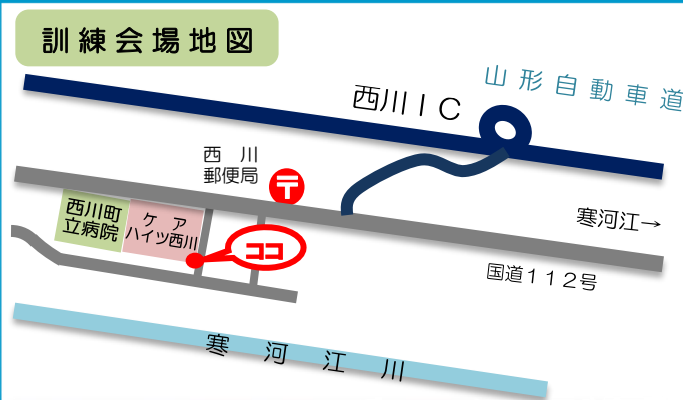 訓練会場地図
山形自動車道
西川ＩＣ
西川
郵便局
〒
寒河江→
西川町
立病院
ケア
ハイツ西川
ココ
国道１１２号
寒河江川